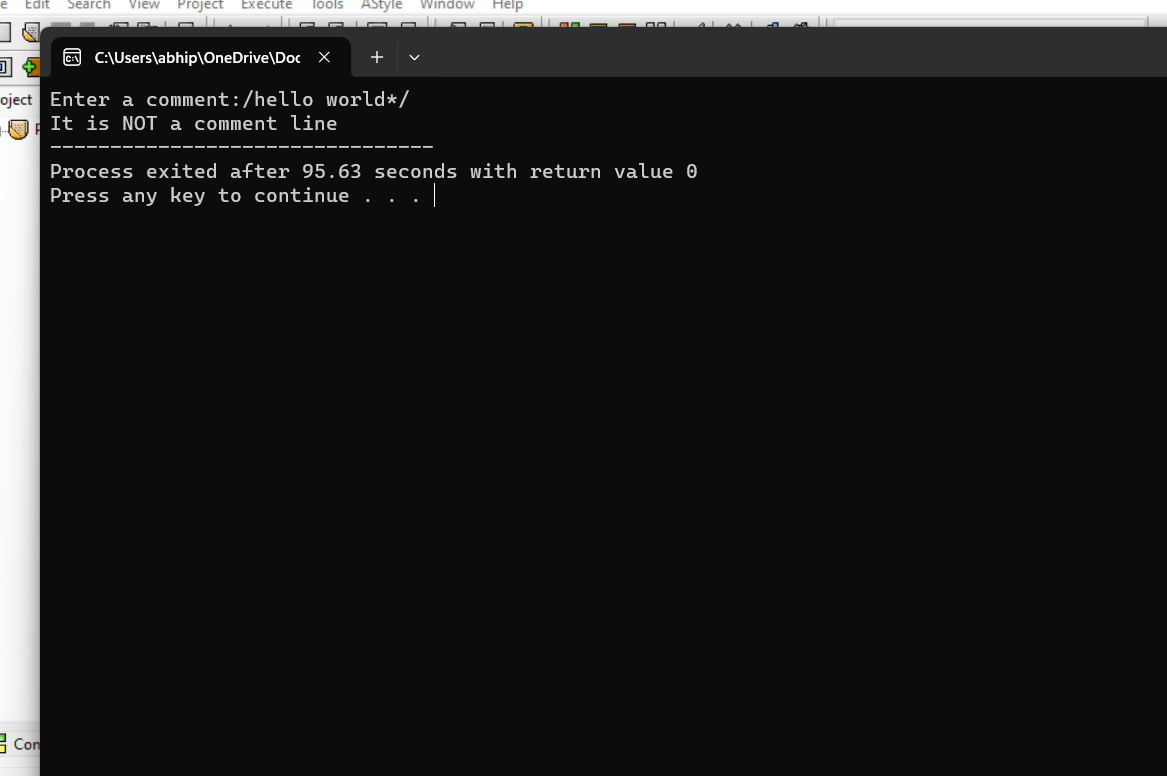 Edit Search View Project Execute Tools AStyle Window Help
C:\Users\abhip\OneDrive\Doc
oject
Enter a comment:/hello world*/
It is NOT a comment line
--------------------------------
Process exited after 95.63 seconds with return value 0
Press any key to continue . . .
Con